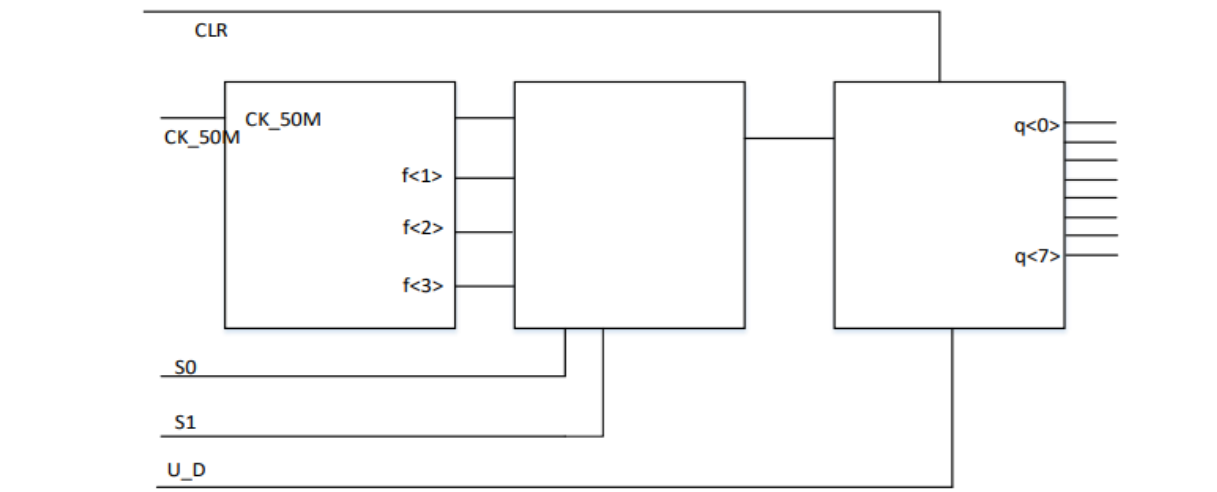 CLR
CK_50M
CK_50M
q<0>
f<1>
f<2>
q<7>
f<3>
S0
S1
U_D